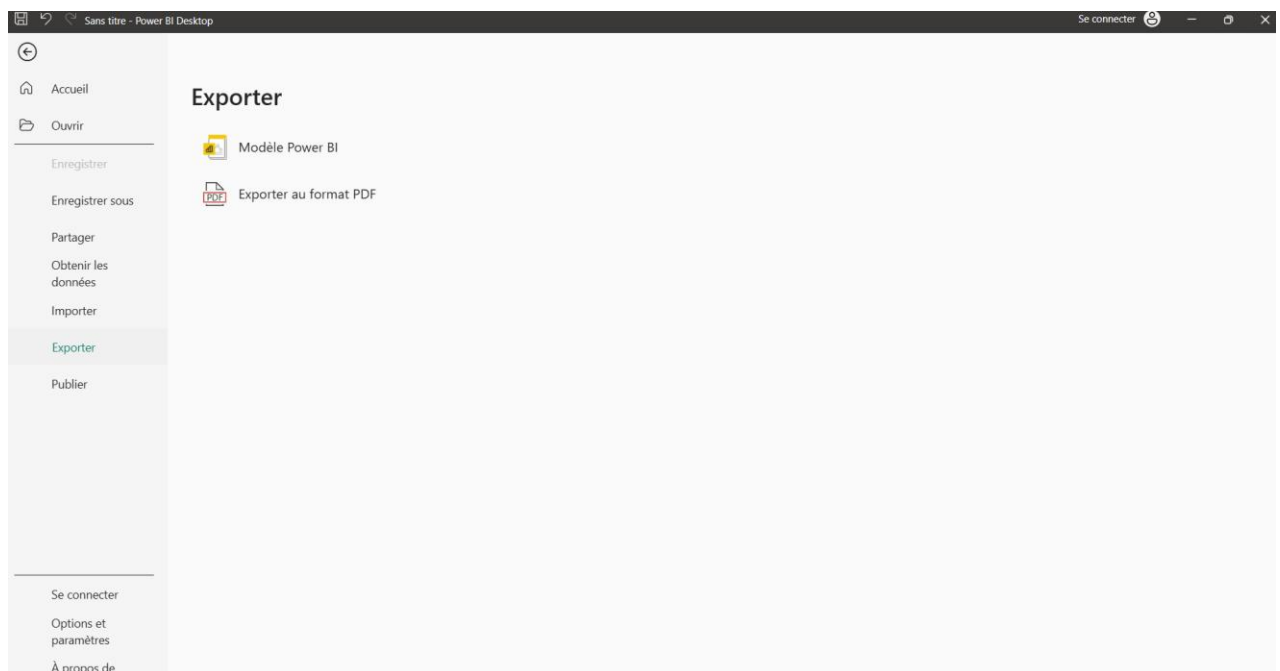 Sans titre - Power BI Desktop
Se connecter
Accueil
Ouvrir
Enregistrer
Enregistrer sous
Partager
Obtenir les
données
Importer
Exporter
Publier
Se connecter
Options et
paramètres
À propos de
Exporter
Modèle Power BI
PDF
Exporter au format PDF